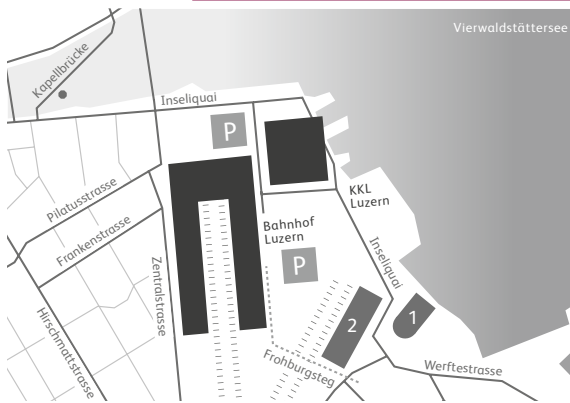 Vierwaldstättersee
Kapellbrücke
Inseliquai
P
Pilatusstrasse
KKL
Luzern
Frankenstrasse
Bahnhof
Luzern
P
Inseliquai
Zentralstrasse
1
2
Hirschmattstrasse
Frohburgsteg
Werftestrasse